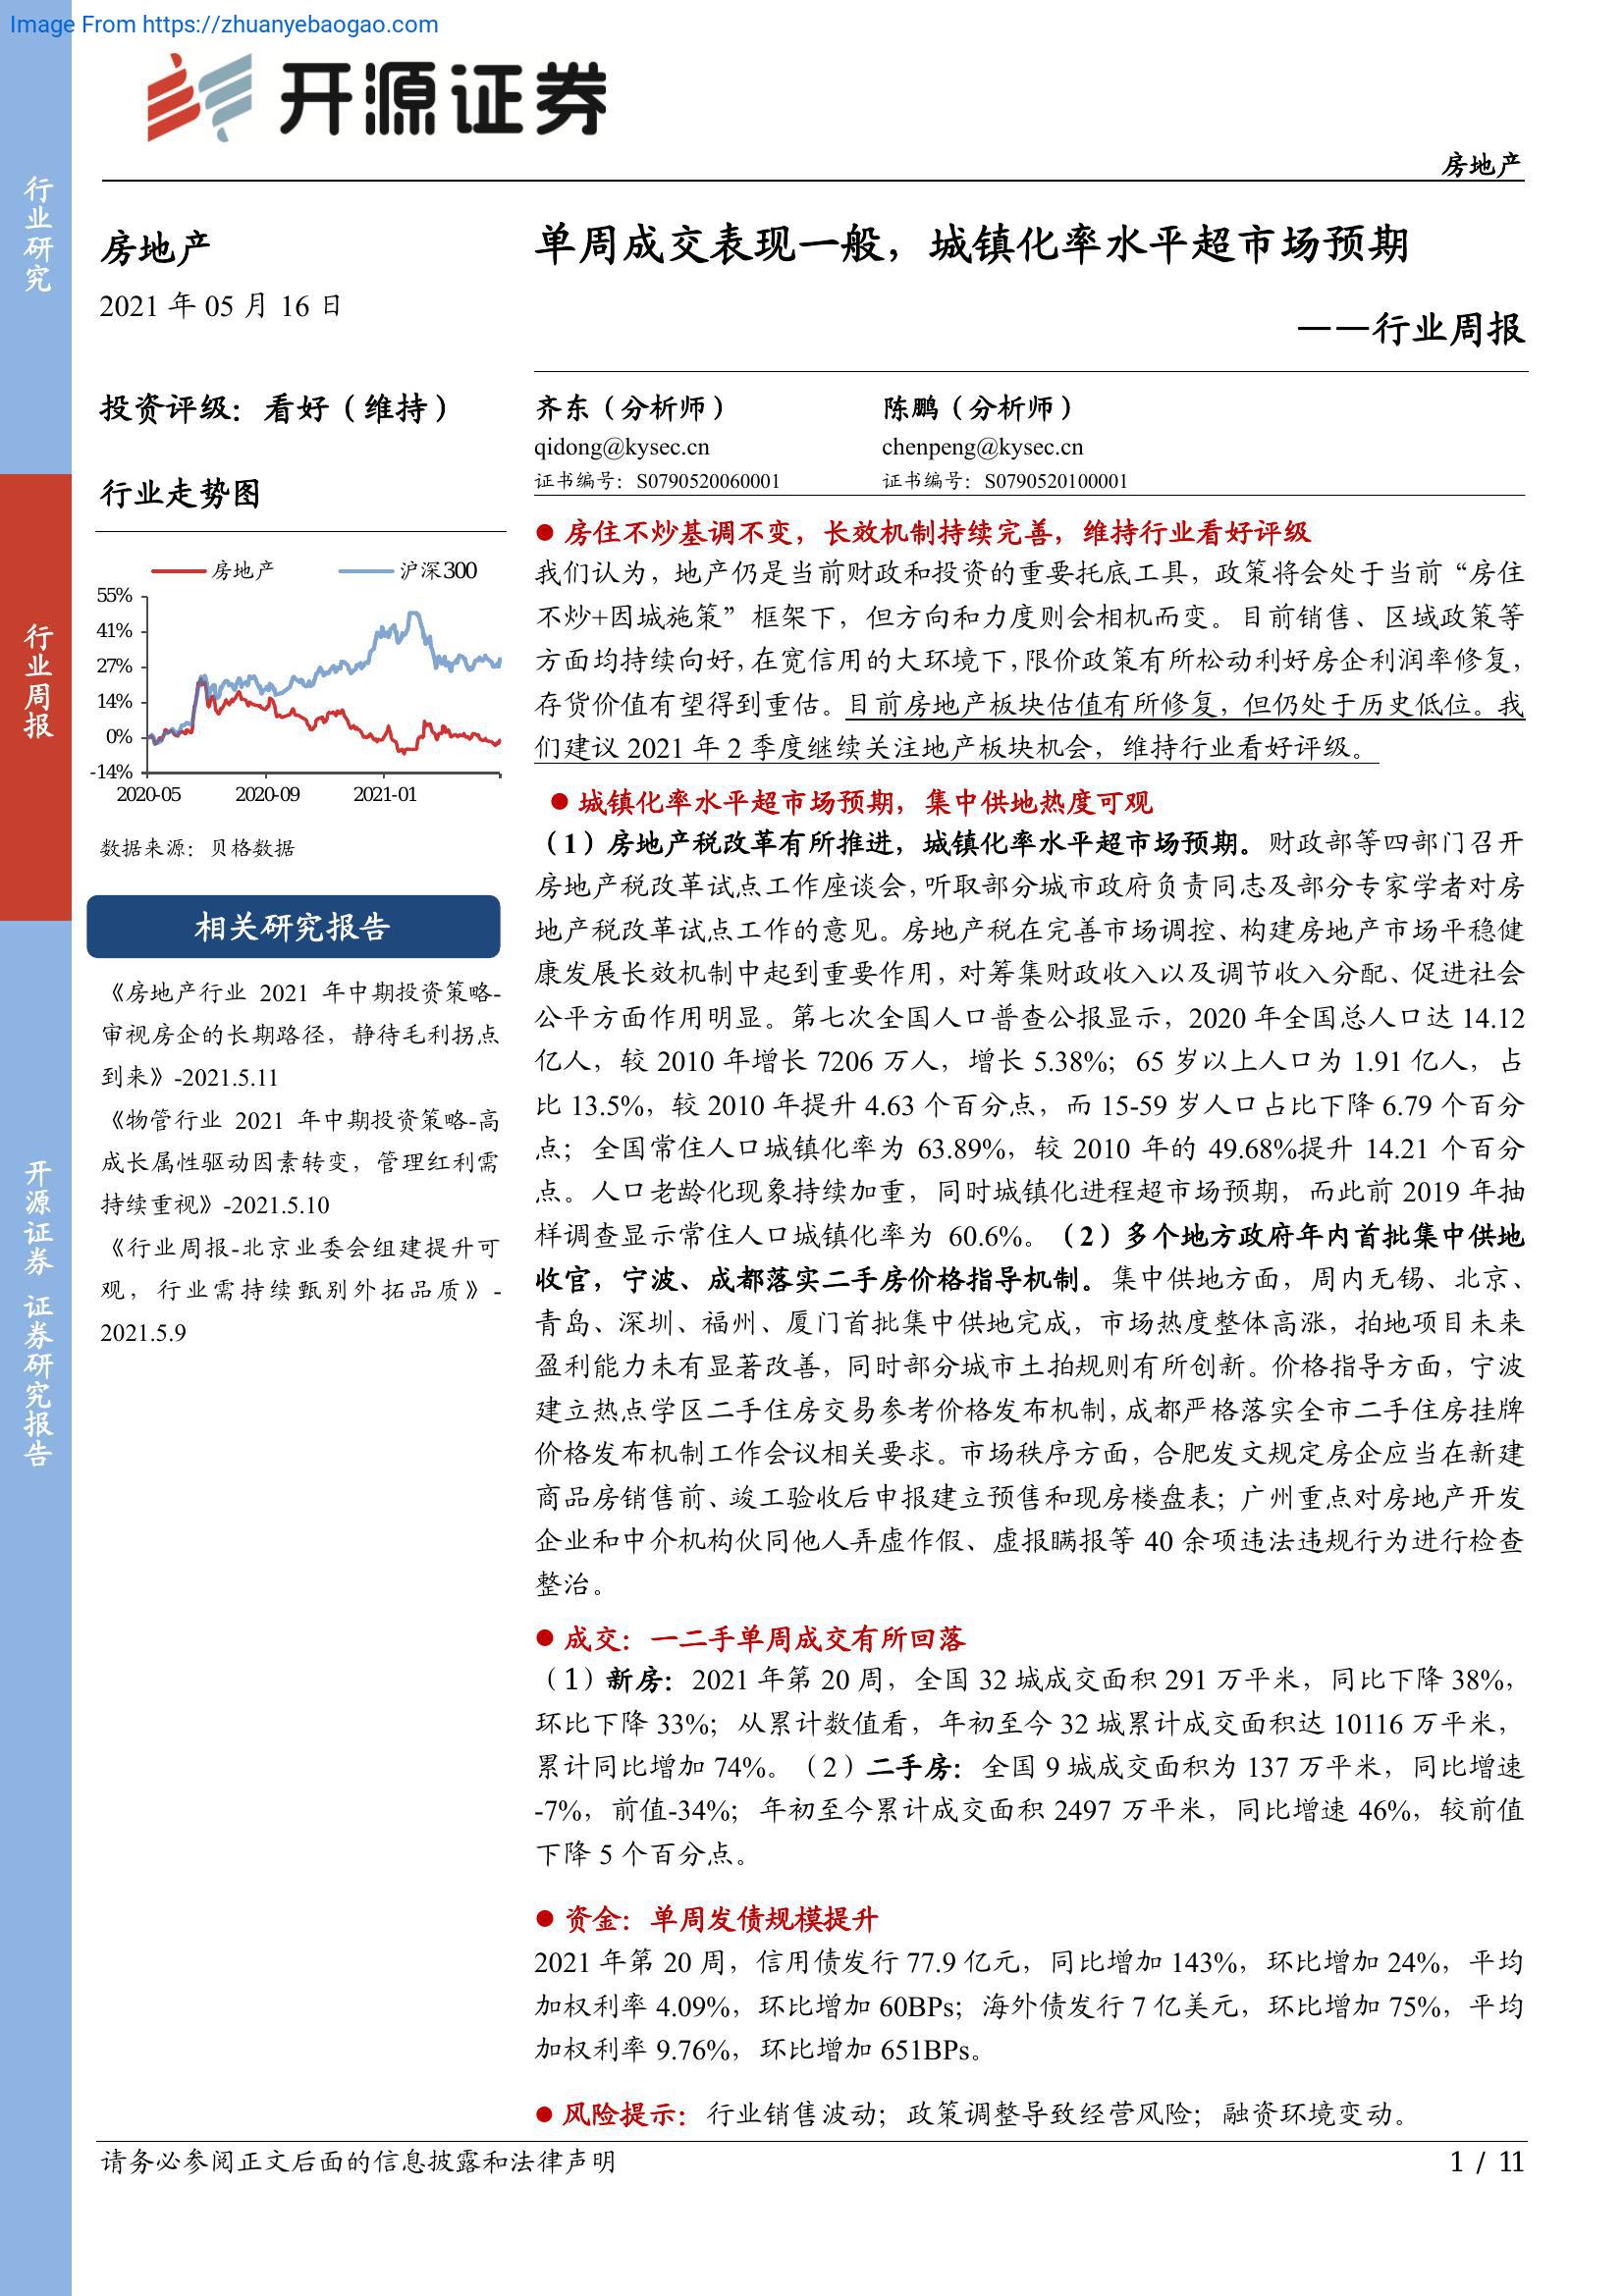 Image From https://zhuanyebaogao.com
开源证券
房地产
行业研究
行业周报
开源证券 证券研究报告
房地产
2021 年 05 月 16 日
投资评级：看好（维持）
行业走势图
房地产 沪深300
55%
41%
27%
14%
0%
-14%
2020-05 2020-09 2021-01
数据来源：贝格数据
相关研究报告
《房地产行业 2021 年中期投资策略-
审视房企的长期路径，静待毛利拐点
到来》-2021.5.11
《物管行业 2021 年中期投资策略-高
成长属性驱动因素转变，管理红利需
持续重视》-2021.5.10
《行业周报-北京业委会组建提升可
观，行业需持续甄别外拓品质》-
2021.5.9
单周成交表现一般，城镇化率水平超市场预期
——行业周报
齐东（分析师） 陈鹏（分析师）
qidong@kysec.cn chenpeng@kysec.cn
证书编号：S0790520060001 证书编号：S0790520100001
● 房住不炒基调不变，长效机制持续完善，维持行业看好评级
我们认为，地产仍是当前财政和投资的重要托底工具，政策将会处于当前“房住
不炒+因城施策”框架下，但方向和力度则会相机而变。目前销售、区域政策等
方面均持续向好，在宽信用的大环境下，限价政策有所松动利好房企利润率修复，
存货价值有望得到重估。目前房地产板块估值有所修复，但仍处于历史低位。我
们建议 2021 年 2 季度继续关注地产板块机会，维持行业看好评级。
● 城镇化率水平超市场预期，集中供地热度可观
（1）房地产税改革有所推进，城镇化率水平超市场预期。财政部等四部门召开
房地产税改革试点工作座谈会，听取部分城市政府负责同志及部分专家学者对房
地产税改革试点工作的意见。房地产税在完善市场调控、构建房地产市场平稳健
康发展长效机制中起到重要作用，对筹集财政收入以及调节收入分配、促进社会
公平方面作用明显。第七次全国人口普查公报显示，2020 年全国总人口达 14.12
亿人，较 2010 年增长 7206 万人，增长 5.38%；65 岁以上人口为 1.91 亿人，占
比 13.5%，较 2010 年提升 4.63 个百分点，而 15-59 岁人口占比下降 6.79 个百分
点；全国常住人口城镇化率为 63.89%，较 2010 年的 49.68%提升 14.21 个百分
点。人口老龄化现象持续加重，同时城镇化进程超市场预期，而此前 2019 年抽
样调查显示常住人口城镇化率为 60.6%。（2）多个地方政府年内首批集中供地
收官，宁波、成都落实二手房价格指导机制。集中供地方面，周内无锡、北京、
青岛、深圳、福州、厦门首批集中供地完成，市场热度整体高涨，拍地项目未来
盈利能力未有显著改善，同时部分城市土拍规则有所创新。价格指导方面，宁波
建立热点学区二手住房交易参考价格发布机制，成都严格落实全市二手住房挂牌
价格发布机制工作会议相关要求。市场秩序方面，合肥发文规定房企应当在新建
商品房销售前、竣工验收后申报建立预售和现房楼盘表；广州重点对房地产开发
企业和中介机构伙同他人弄虚作假、虚报瞒报等 40 余项违法违规行为进行检查
整治。
● 成交：一二手单周成交有所回落
（1）新房：2021 年第 20 周，全国 32 城成交面积 291 万平米，同比下降 38%，
环比下降 33%；从累计数值看，年初至今 32 城累计成交面积达 10116 万平米，
累计同比增加 74%。（2）二手房：全国 9 城成交面积为 137 万平米，同比增速
-7%，前值-34%；年初至今累计成交面积 2497 万平米，同比增速 46%，较前值
下降 5 个百分点。
● 资金：单周发债规模提升
2021 年第 20 周，信用债发行 77.9 亿元，同比增加 143%，环比增加 24%，平均
加权利率 4.09%，环比增加 60BPs；海外债发行 7 亿美元，环比增加 75%，平均
加权利率 9.76%，环比增加 651BPs。
● 风险提示：行业销售波动；政策调整导致经营风险；融资环境变动。
请务必参阅正文后面的信息披露和法律声明
1 / 11